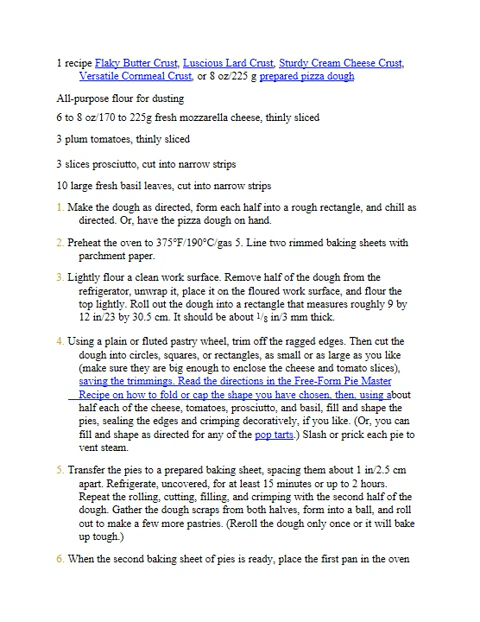 1 recipe Flaky Butter Crust, Luscious Lard Crust, Sturdy Cream Cheese Crust,
Versatile Cornmeal Crust, or 8 oz/225 g prepared pizza dough
All-purpose flour for dusting
6 to 8 oz/170 to 225g fresh mozzarella cheese, thinly sliced
3 plum tomatoes, thinly sliced
3 slices prosciutto, cut into narrow strips
10 large fresh basil leaves, cut into narrow strips
1. Make the dough as directed, form each half into a rough rectangle, and chill as
directed. Or, have the pizza dough on hand.
2. Preheat the oven to 375°F/190°C/gas 5. Line two rimmed baking sheets with
parchment paper.
3. Lightly flour a clean work surface. Remove half of the dough from the
refrigerator, unwrap it, place it on the floured work surface, and flour the
top lightly. Roll out the dough into a rectangle that measures roughly 9 by
12 in/23 by 30.5 cm. It should be about 1/8 in/3 mm thick.
4. Using a plain or fluted pastry wheel, trim off the ragged edges. Then cut the
dough into circles, squares, or rectangles, as small or as large as you like
(make sure they are big enough to enclose the cheese and tomato slices),
saving the trimmings. Read the directions in the Free-Form Pie Master
Recipe on how to fold or cap the shape you have chosen, then, using about
half each of the cheese, tomatoes, prosciutto, and basil, fill and shape the
pies, sealing the edges and crimping decoratively, if you like. (Or, you can
fill and shape as directed for any of the pop tarts.) Slash or prick each pie to
vent steam.
5. Transfer the pies to a prepared baking sheet, spacing them about 1 in/2.5 cm
apart. Refrigerate, uncovered, for at least 15 minutes or up to 2 hours.
Repeat the rolling, cutting, filling, and crimping with the second half of the
dough. Gather the dough scraps from both halves, form into a ball, and roll
out to make a few more pastries. (Reroll the dough only once or it will bake
up tough.)
6. When the second baking sheet of pies is ready, place the first pan in the oven